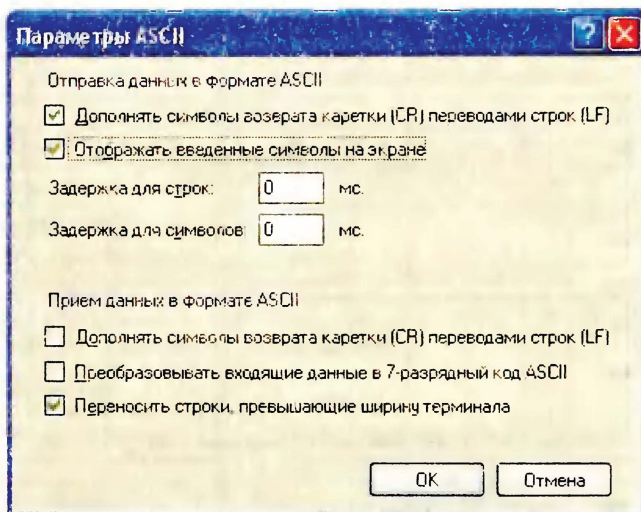 Параметры ASCII
Отправка данных в формате ASCII
Дополнять символы возврата каретки (CR) переводами строк (LF)
Отображать введенные символы на экране
Задержка для строк: 0 мс.
Задержка для символов: 0 мс.
Прием данных в формате ASCII
Дополнять символы возврата каретки (CR) переводами строк (LF)
Преобразовывать входящие данные в 7-разрядный код ASCII
Переносить строки, превышающие ширину терминала
OK Отмена